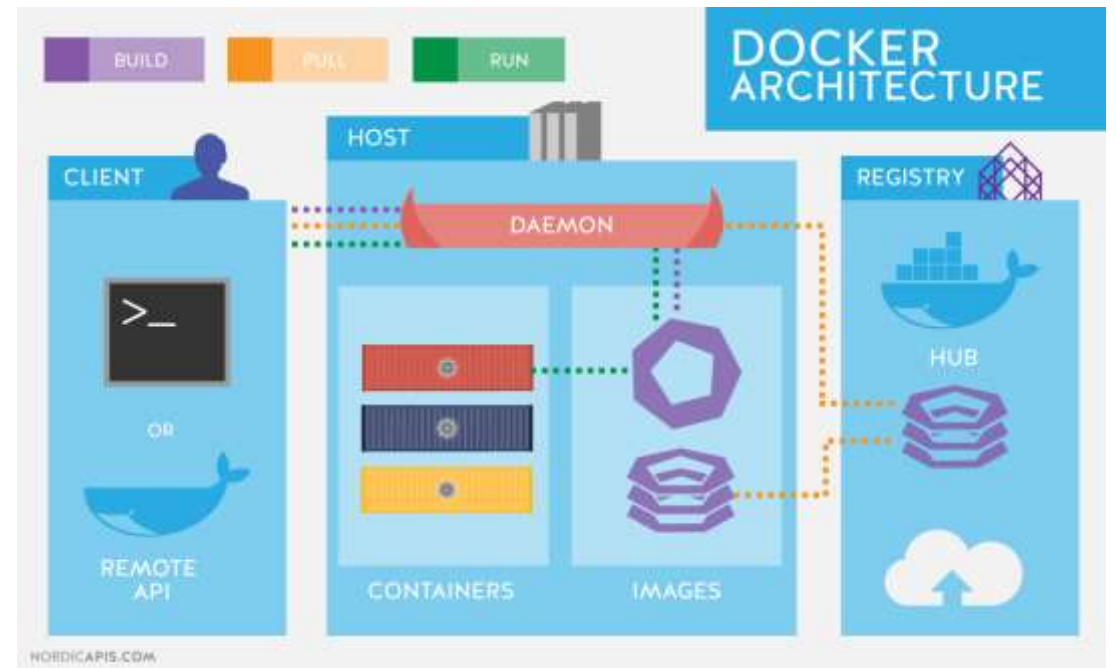 BUILD
PULL
RUN
DOCKER
ARCHITECTURE
HOST
CLIENT
REGISTRY
DAEMON
>_
HUB
OR
REMOTE
API
CONTAINERS
IMAGES
NORDICAPIS.COM